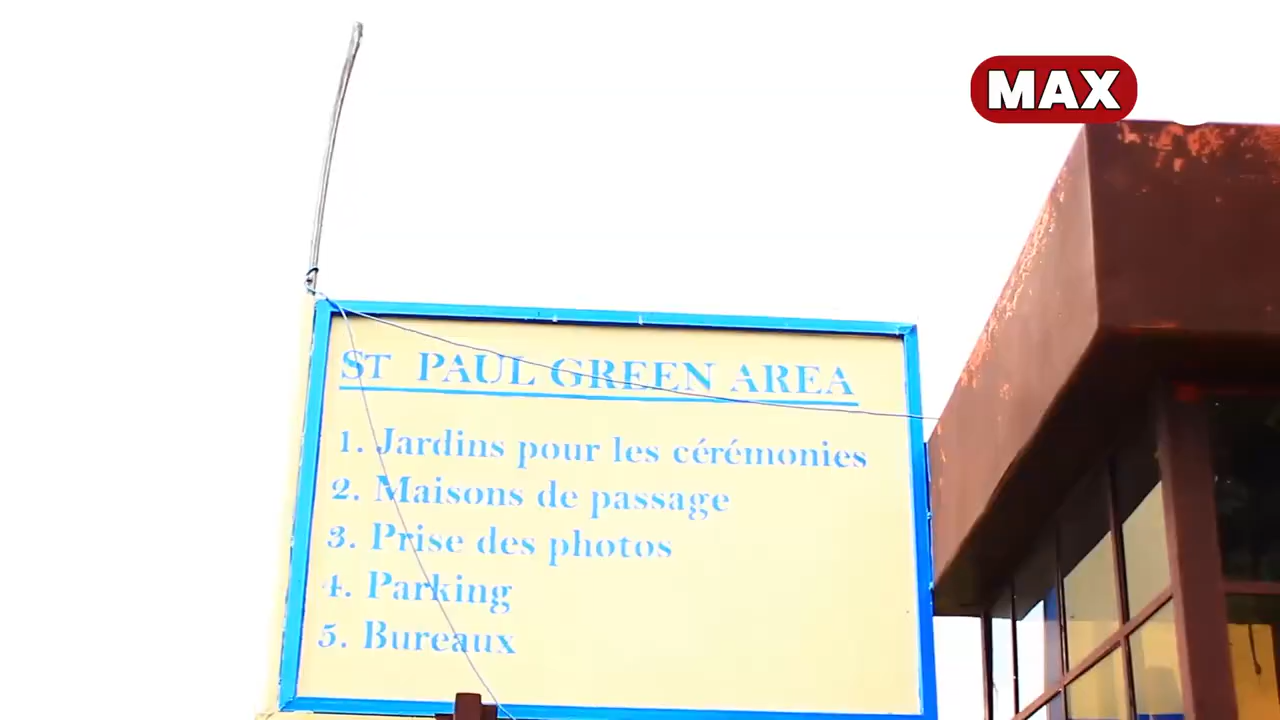 MAX
ST PAUL GREEN AREA
1. Jardins pour les cérémonies
2. Maisons de passage
3. Prise des photos
4. Parking
5. Bureaux